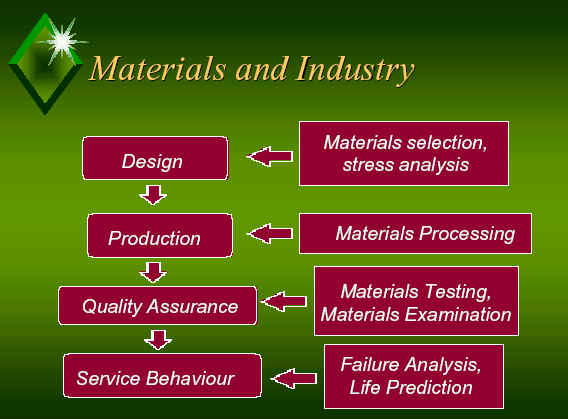 Materials and Industry
Design
Materials selection,
stress analysis
Production
Materials Processing
Quality Assurance
Materials Testing,
Materials Examination
Service Behaviour
Failure Analysis,
Life Prediction